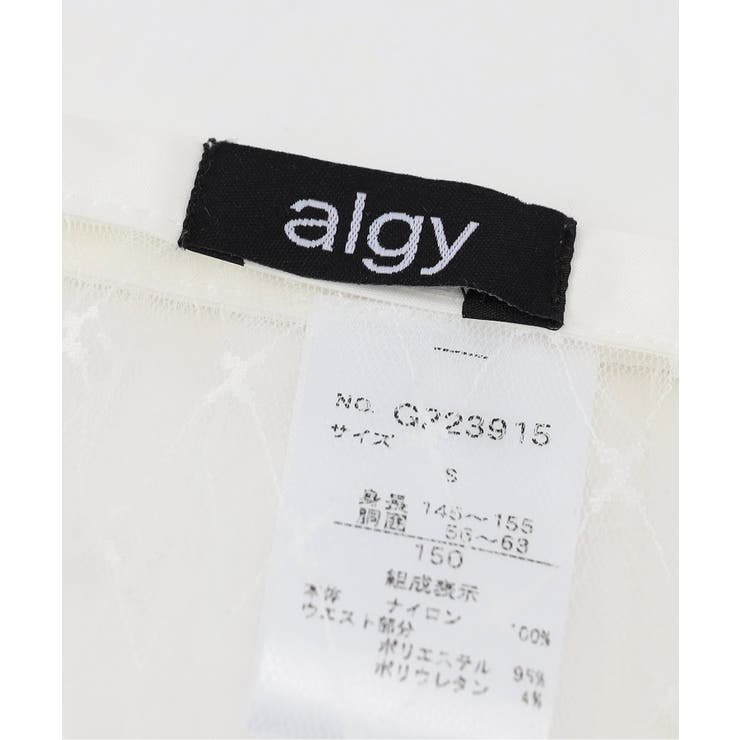 algy
NO. G223915
サイズ
S
身長 145〜155
胴囲 56〜63
150
組成表示
本体 ナイロン 100%
ウエスト部分
ポリエステル 95%
ポリウレタン 4%